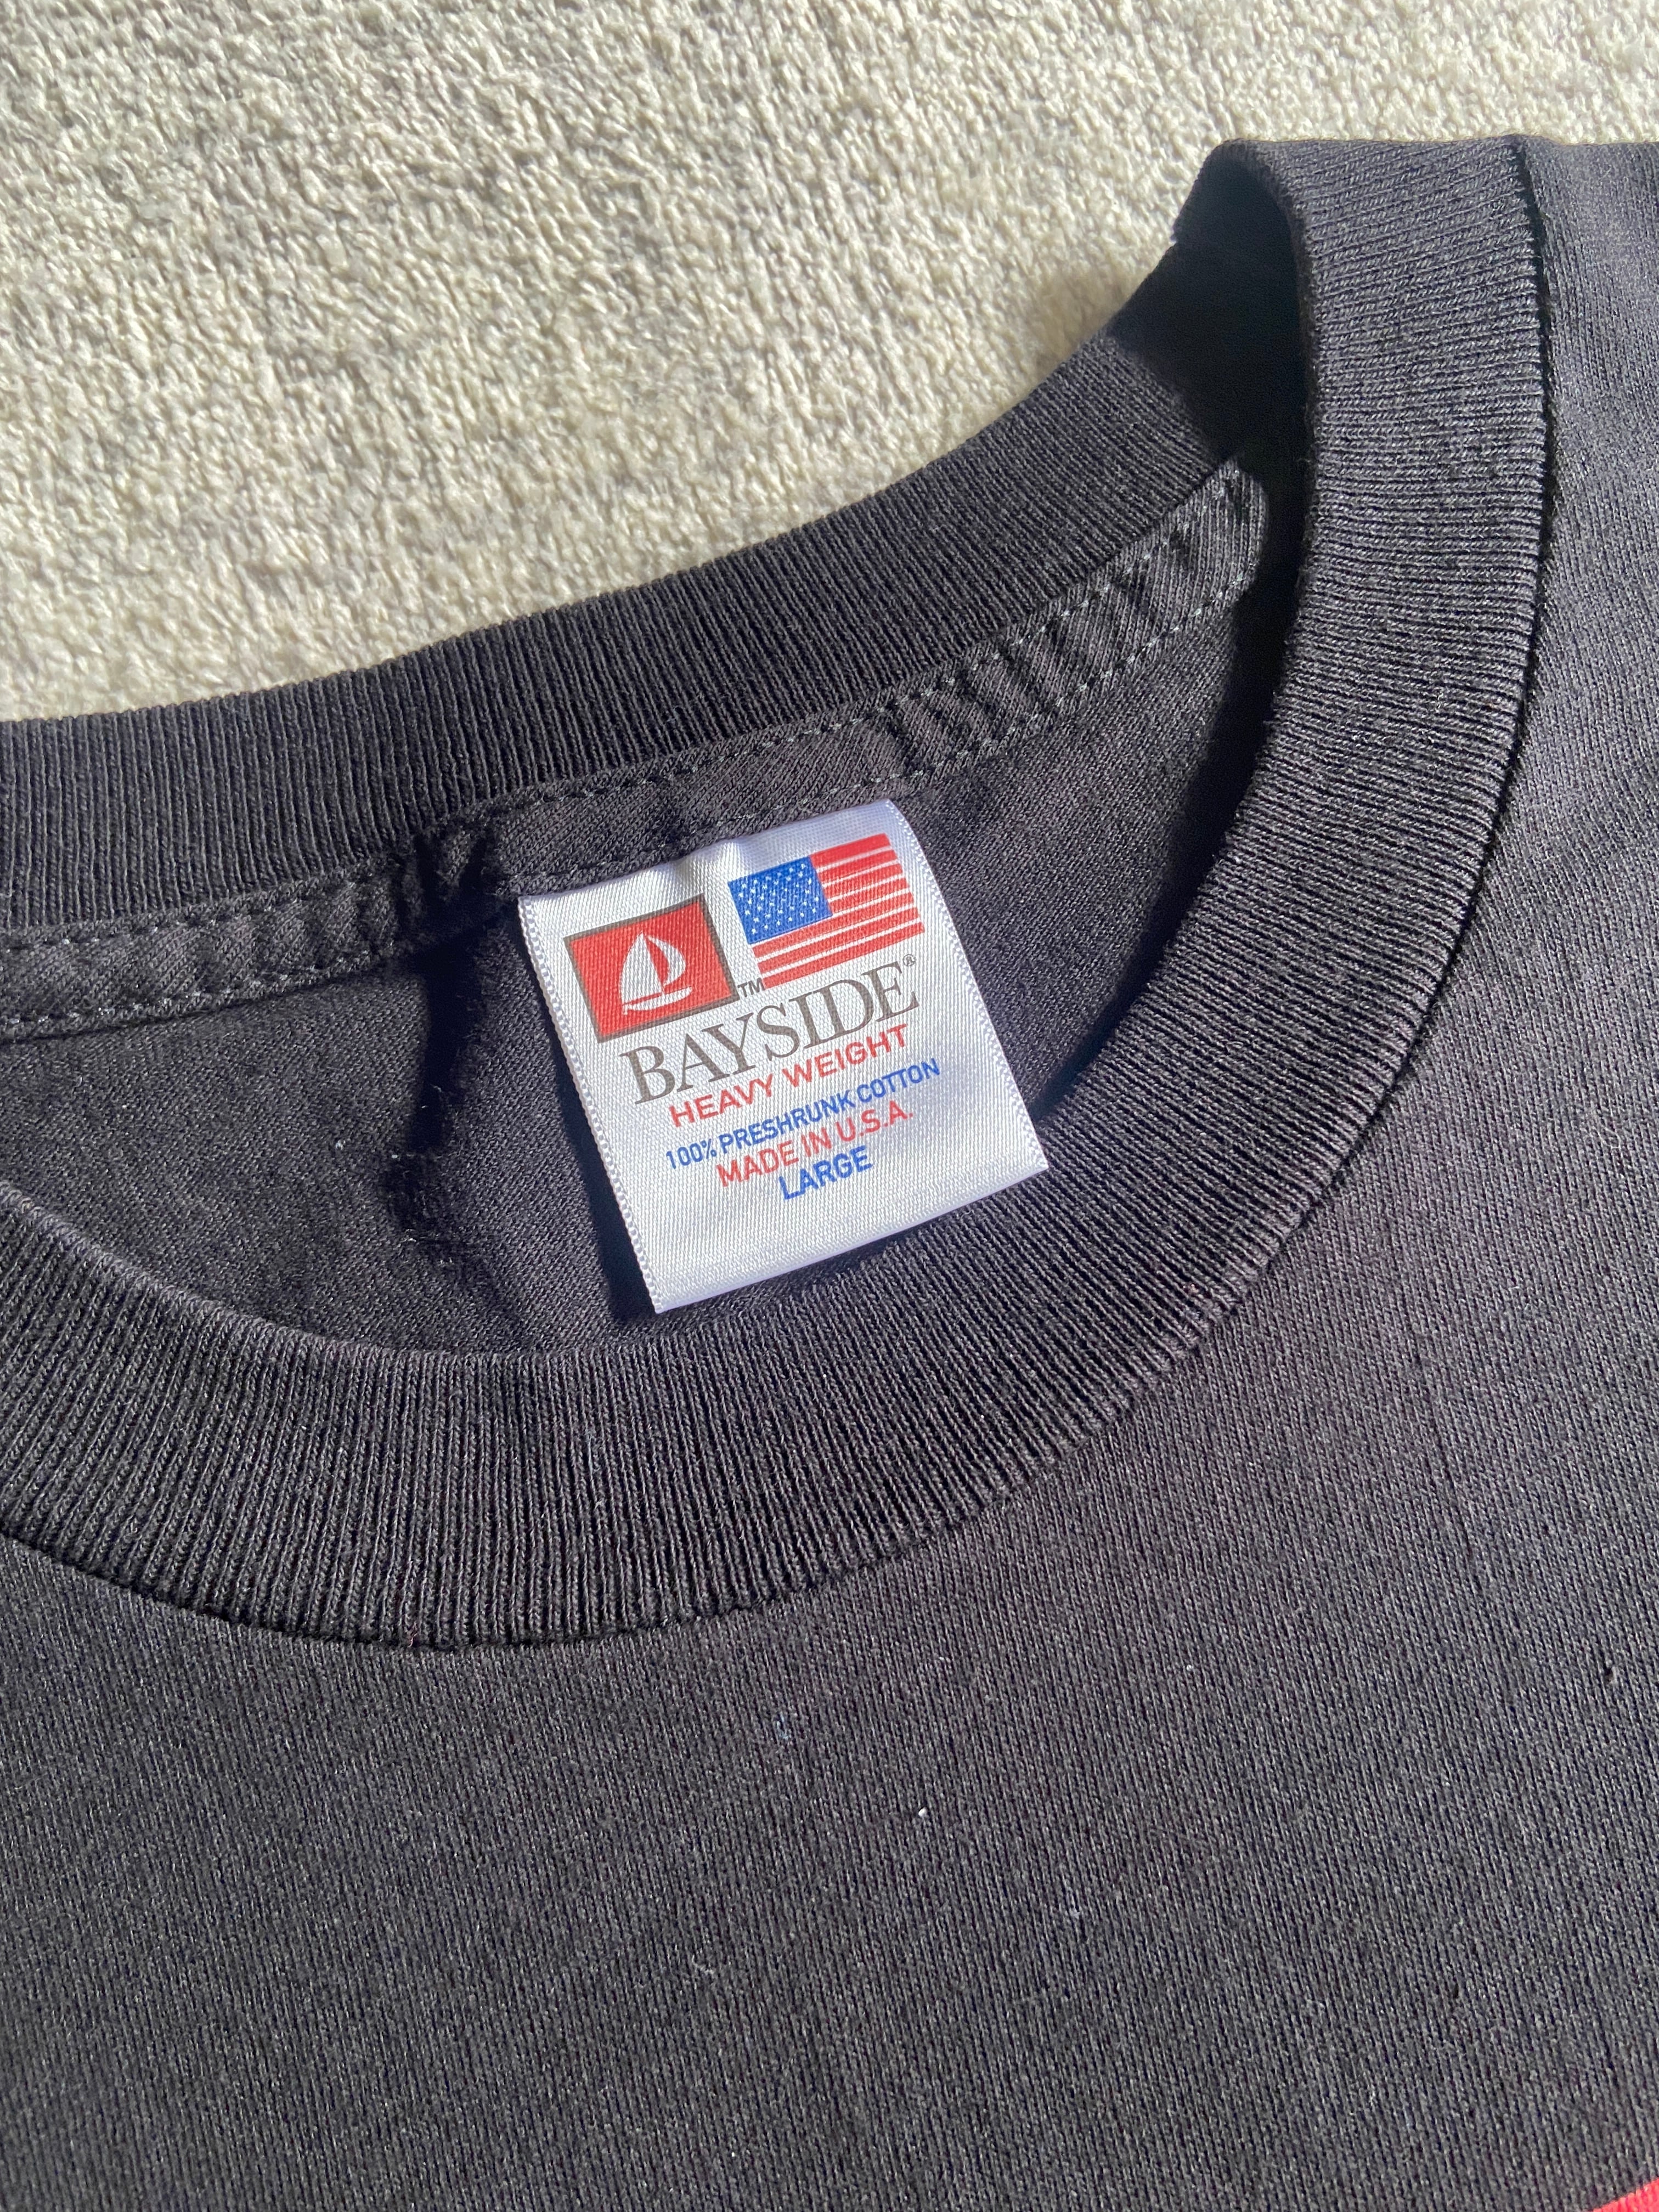 ™
BAYSIDE®
HEAVY WEIGHT
100% PRESHRUNK COTTON
MADE IN U.S.A.
LARGE